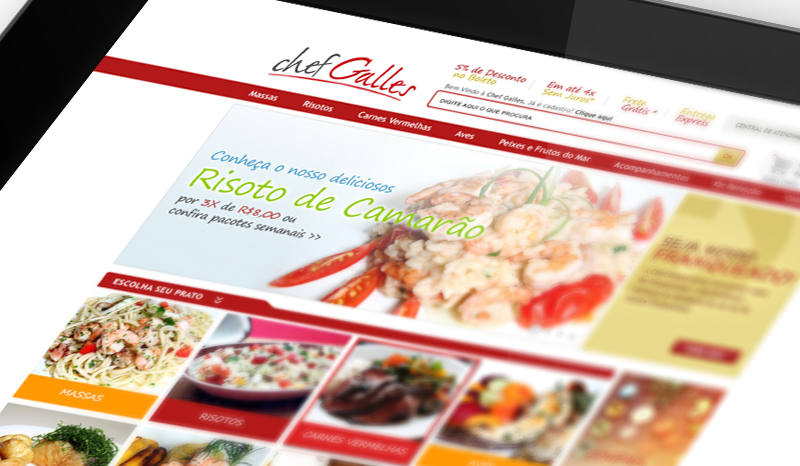 chef Galles
5% de Desconto
no Boleto
Em até 4x
Sem Juros*
Frete
Grátis *
Entrega
Express
Bem Vindo à Chef Galles, Já é cadastro? Clique aqui
DIGITE AQUI O QUE PROCURA
OK
CENTRAL DE
Massas
Risotos
Carnes Vermelhas
Aves
Peixes e Frutos do Mar
Acompanhamentos
Conheça o nosso deliciosos
Risoto de Camarão
por 3X de R$8,00 ou
confira pacotes semanais >>
SEJA NOSSO
FRANQUEADO
ESCOLHA SEU PRATO
MASSAS
RISOTOS
CARNES VERMELHAS
AVES